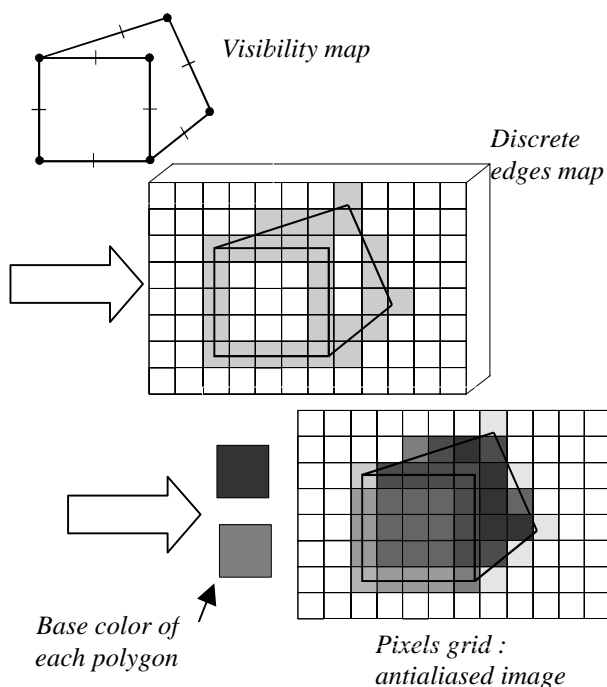 Visibility map
Discrete
edges map
Base color of
each polygon
Pixels grid :
antialiased image